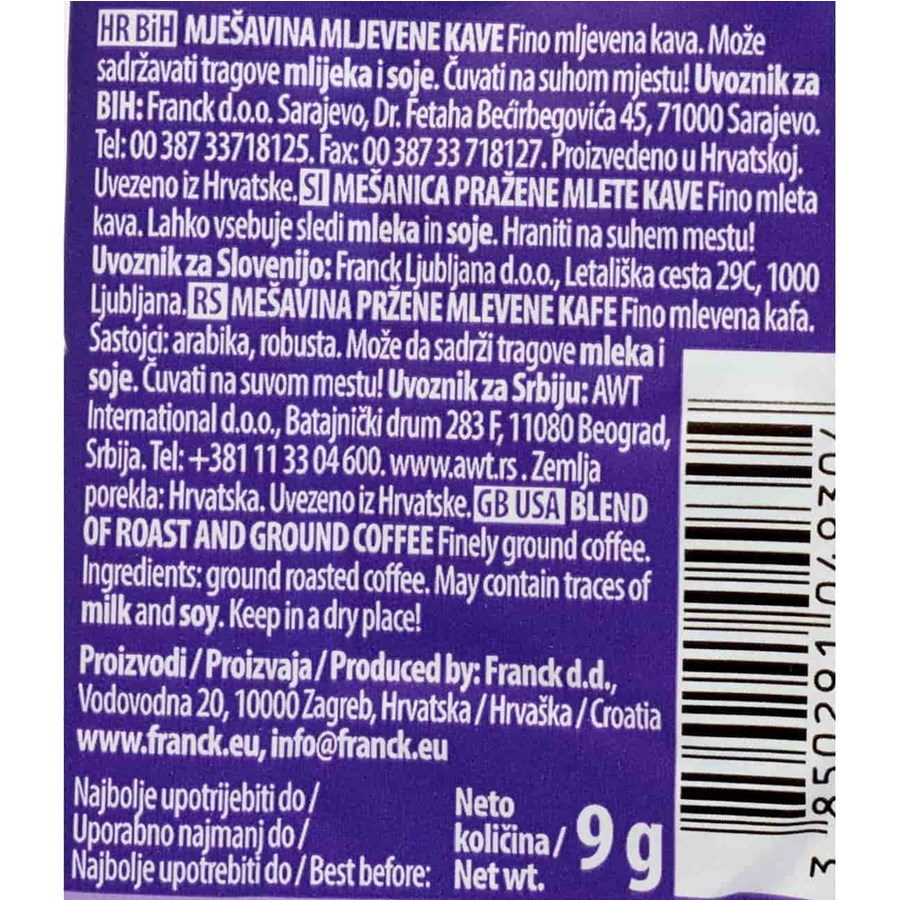 HR BiH MJEŠAVINA MLJEVENE KAVE Fino mljevena kava. Može
sadržavati tragove mlijeka i soje. Čuvati na suhom mjestu! Uvoznik za
BIH: Franck d.o.o. Sarajevo, Dr. Fetaha Bećirbegovića 45, 71000 Sarajevo.
Tel: 00 387 33718125. Fax: 00 387 33 718127. Proizvedeno u Hrvatskoj.
Uvezeno iz Hrvatske. SI MEŠANICA PRAŽENE MLETE KAVE Fino mleta
kava. Lahko vsebuje sledi mleka in soje. Hraniti na suhem mestu!
Uvoznik za Slovenijo: Franck Ljubljana d.o.o., Letališka cesta 29C, 1000
Ljubljana. RS MEŠAVINA PRŽENE MLEVENE KAFE Fino mlevena kafa.
Sastojci: arabika, robusta. Može da sadrži tragove mleka i
soje. Čuvati na suvom mestu! Uvoznik za Srbiju: AWT
International d.o.o., Batajnički drum 283 F, 11080 Beograd,
Srbija. Tel: +381 11 33 04 600. www.awt.rs . Zemlja
porekla: Hrvatska. Uvezeno iz Hrvatske. GB USA BLEND
OF ROAST AND GROUND COFFEE Finely ground coffee.
Ingredients: ground roasted coffee. May contain traces of
milk and soy. Keep in a dry place!
Proizvodi / Proizvaja / Produced by: Franck d.d.,
Vodovodna 20, 10000 Zagreb, Hrvatska / Hrvaška / Croatia
www.franck.eu, info@franck.eu
Najbolje upotrijebiti do /
Uporabno najmanj do /
Najbolje upotrebiti do / Best before:
Neto
količina /
Net wt.
9 g